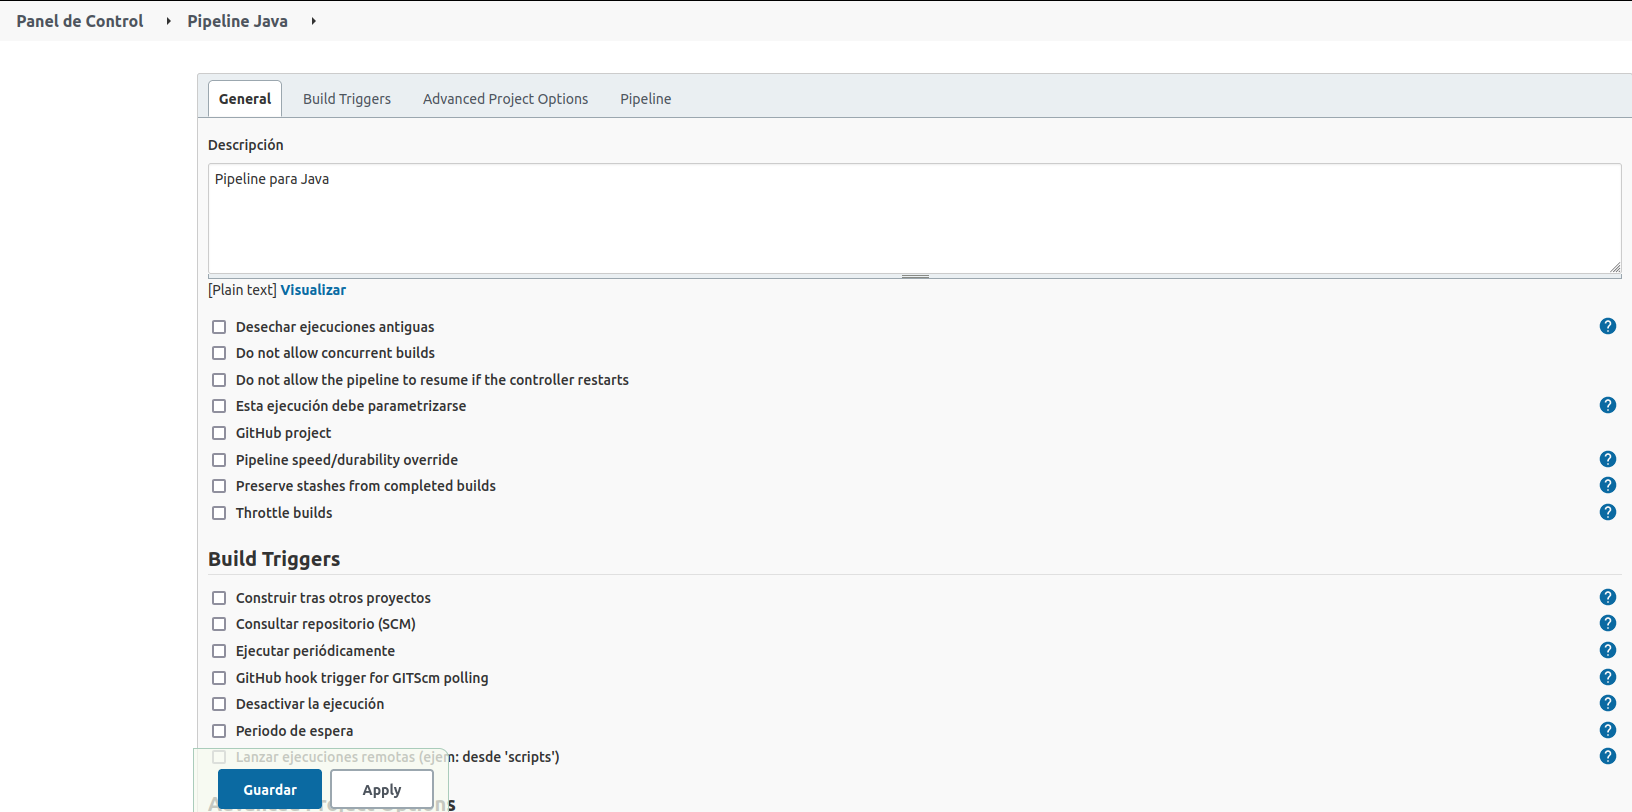 Panel de Control Pipeline Java
General Build Triggers Advanced Project Options Pipeline
Descripción
Pipeline para Java
[Plain text] Visualizar
Desechar ejecuciones antiguas
Do not allow concurrent builds
Do not allow the pipeline to resume if the controller restarts
Esta ejecución debe parametrizarse
GitHub project
Pipeline speed/durability override
Preserve stashes from completed builds
Throttle builds
Build Triggers
Construir tras otros proyectos
Consultar repositorio (SCM)
Ejecutar periódicamente
GitHub hook trigger for GITScm polling
Desactivar la ejecución
Periodo de espera
Lanzar ejecuciones remotas (ejem: desde 'scripts')
Guardar Apply
Advanced Project Options